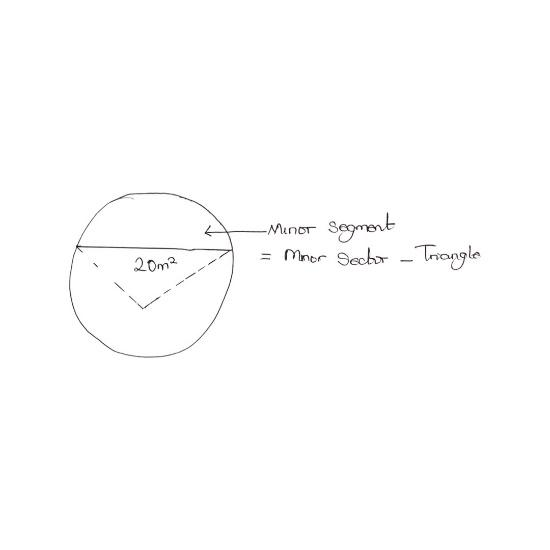 Minor Segment
= Minor Sector - Triangle
20m²